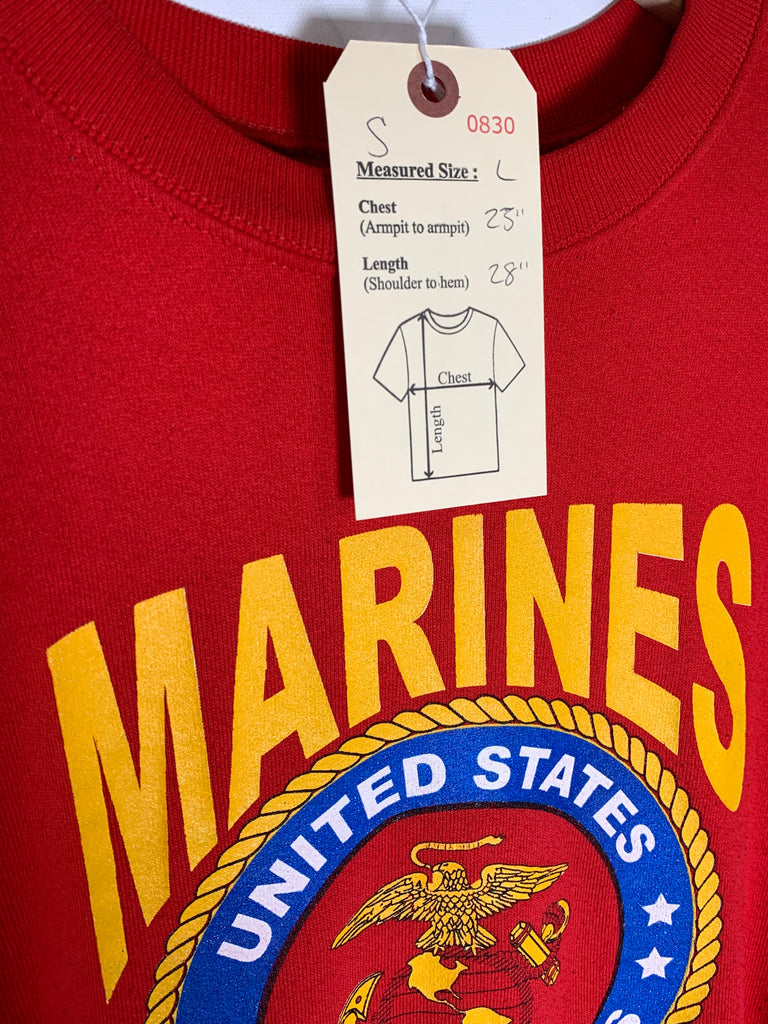 S
0830
Measured Size : L
Chest
(Armpit to armpit) 23"
Length
(Shoulder to hem) 28"
Chest
Length
MARINES
UNITED STATES